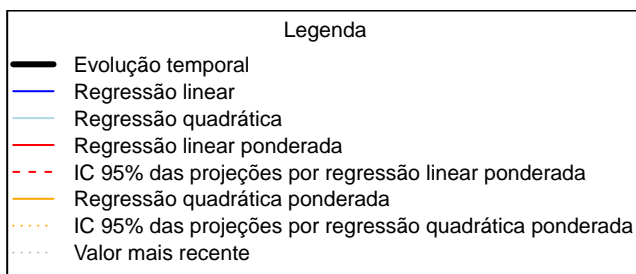 Legenda
Evolução temporal
Regressão linear
Regressão quadrática
Regressão linear ponderada
IC 95% das projeções por regressão linear ponderada
Regressão quadrática ponderada
IC 95% das projeções por regressão quadrática ponderada
Valor mais recente